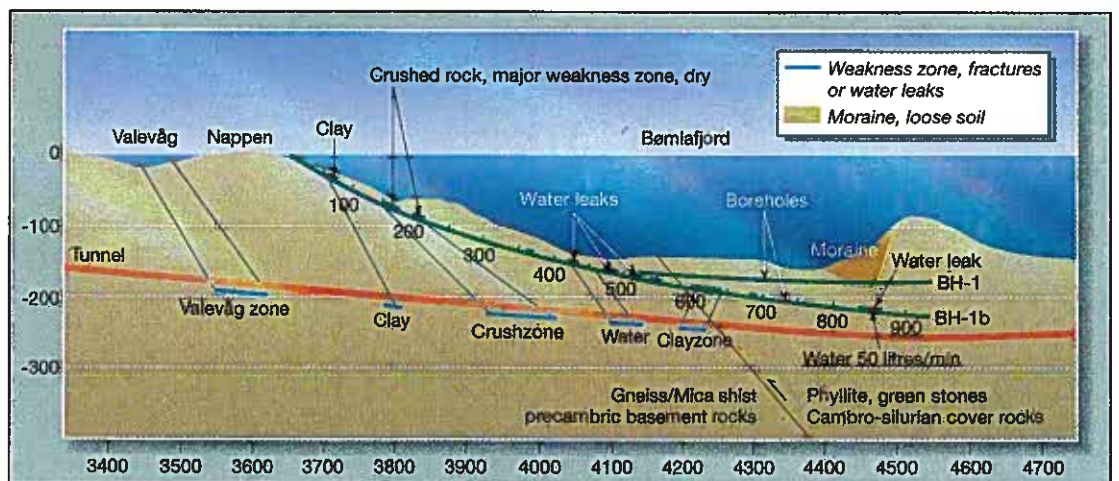 Weakness zone, fractures
or water leaks
Moraine, loose soil
Crushed rock, major weakness zone, dry
Valevåg
Nappen
Clay
Bømlafjord
0
-100
-200
-300
100
200
300
400
500
600
700
800
900
Water leaks
Boreholes
Moraine
Water leak
BH-1
BH-1b
Tunnel
Valevåg zone
Clay
Crushzone
Water
Clayzone
Water 50 litres/min
Gneiss/Mica shist
precambric basement rocks
Phyllite, green stones
Cambro-silurian cover rocks
3400 3500 3600 3700 3800 3900 4000 4100 4200 4300 4400 4500 4600 4700